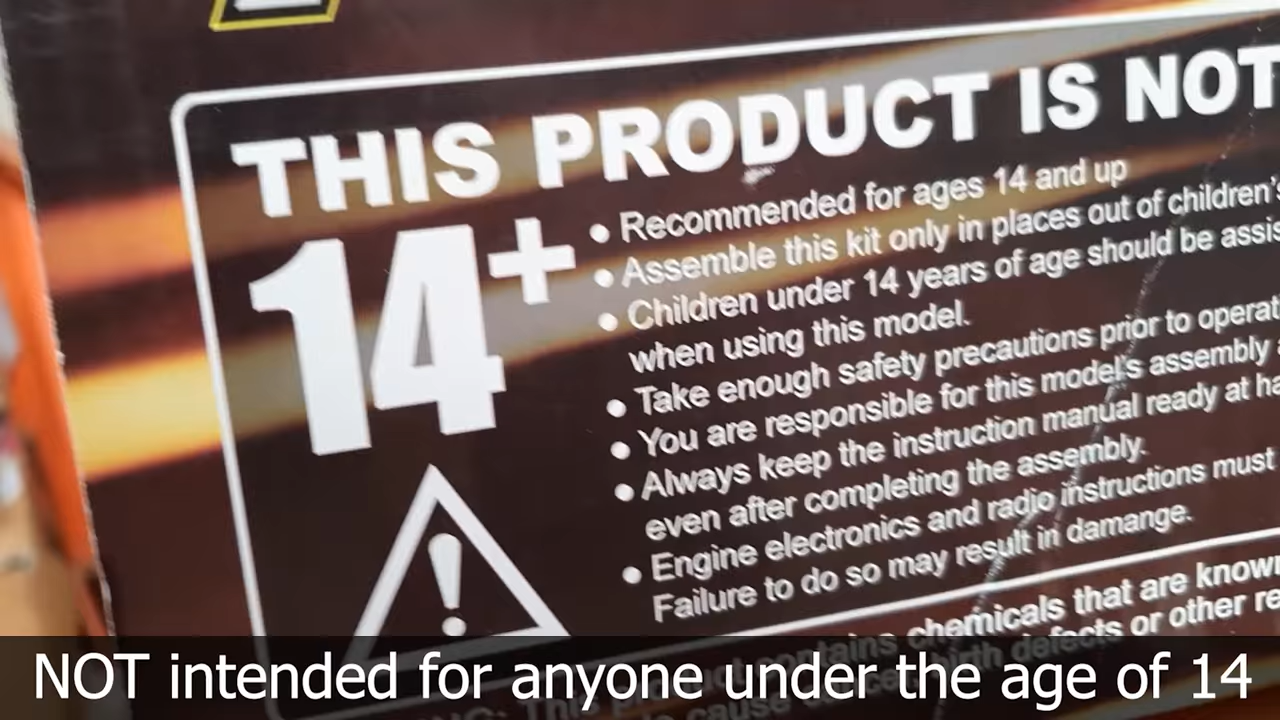 THIS PRODUCT IS NOT
14+
• Recommended for ages 14 and up
• Assemble this kit only in places out of children's
• Children under 14 years of age should be assis
when using this model.
• Take enough safety precautions prior to operat
• You are responsible for this model's assembly a
• Always keep the instruction manual ready at ha
even after completing the assembly.
• Engine electronics and radio instructions must
Failure to do so may result in damange.
This contains chemicals that are known
cause birth defects or other re
NOT intended for anyone under the age of 14